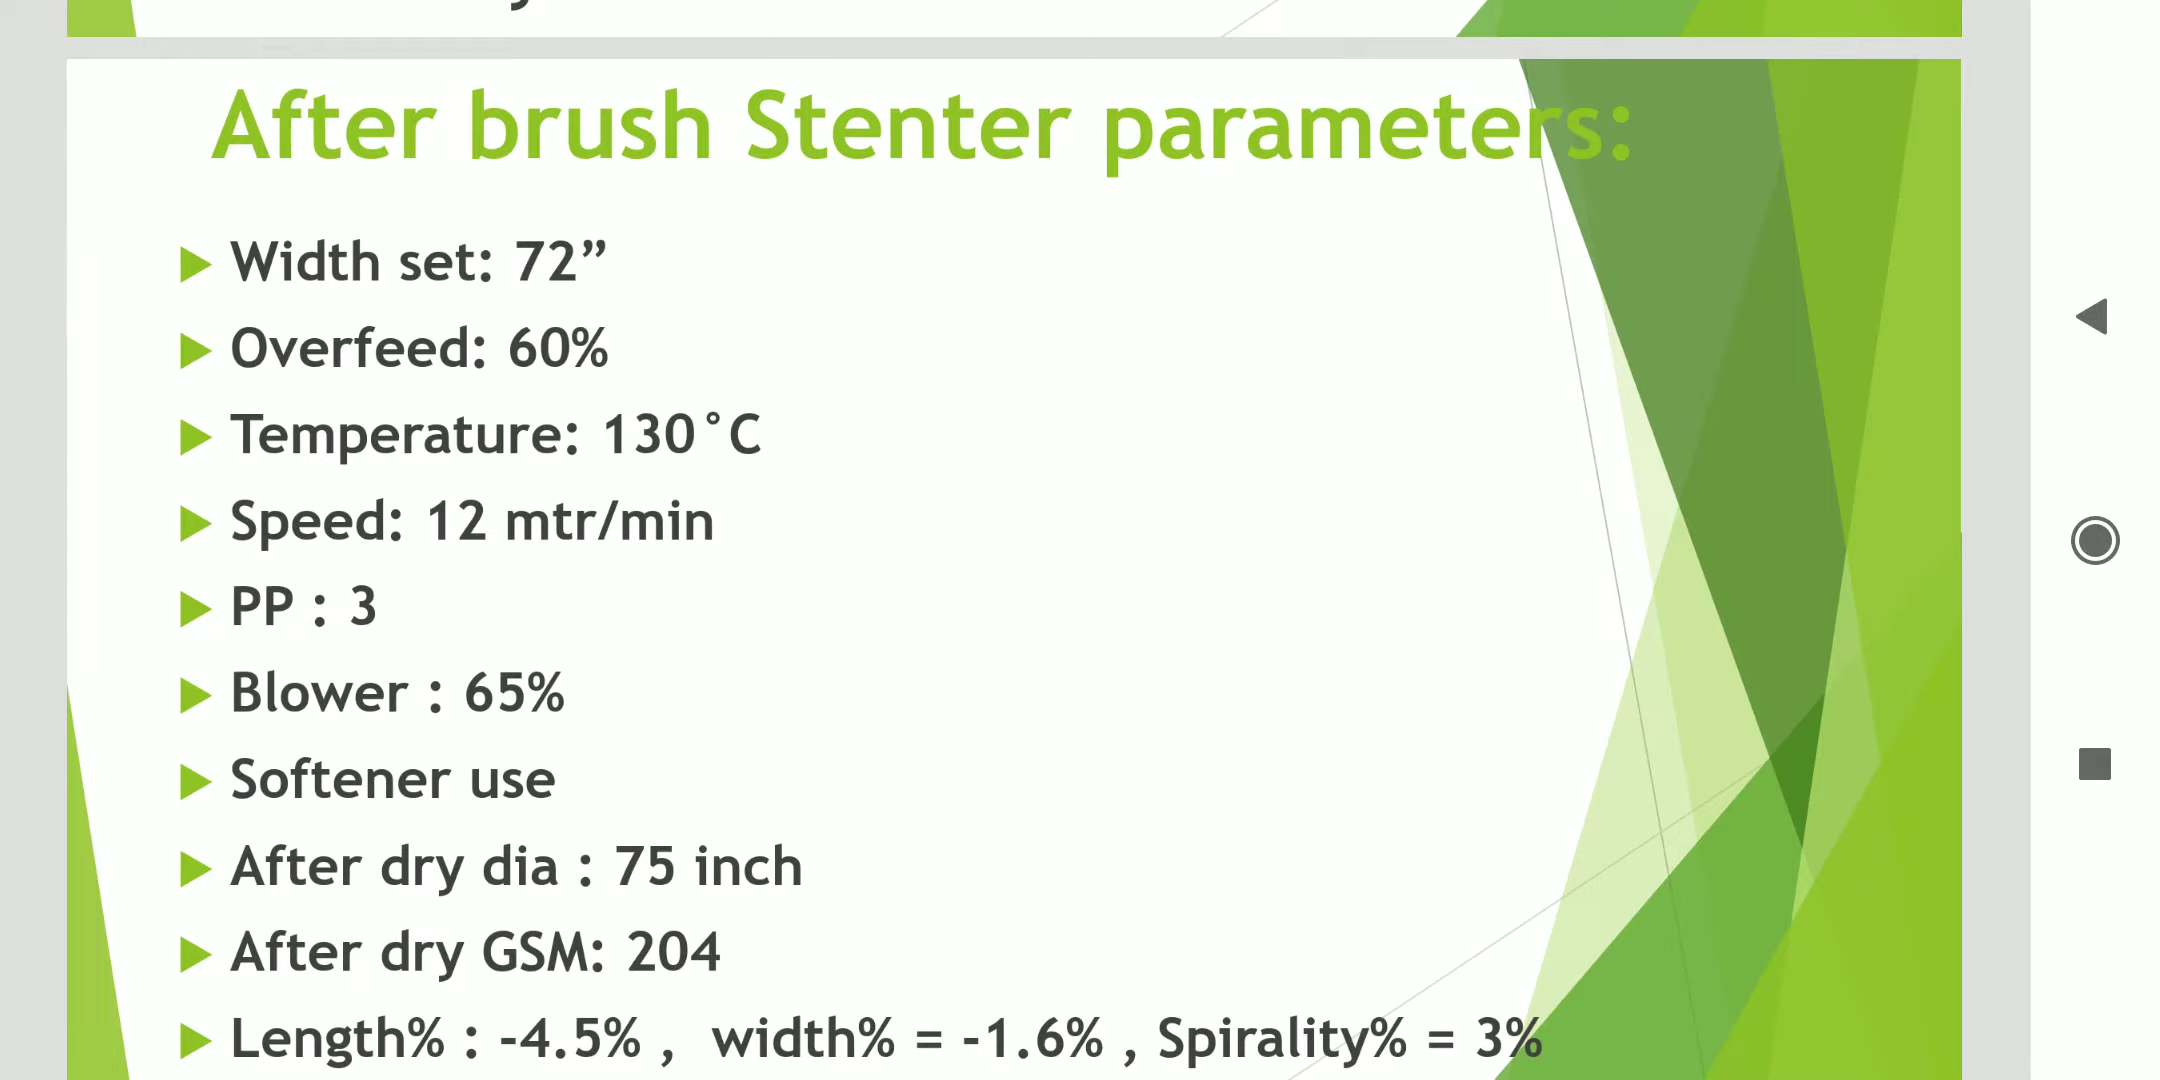 After brush Stenter parameters:
Width set: 72”
Overfeed: 60%
Temperature: 130°C
Speed: 12 mtr/min
PP : 3
Blower : 65%
Softener use
After dry dia : 75 inch
After dry GSM: 204
Length% : -4.5% , width% = -1.6% , Spirality% = 3%